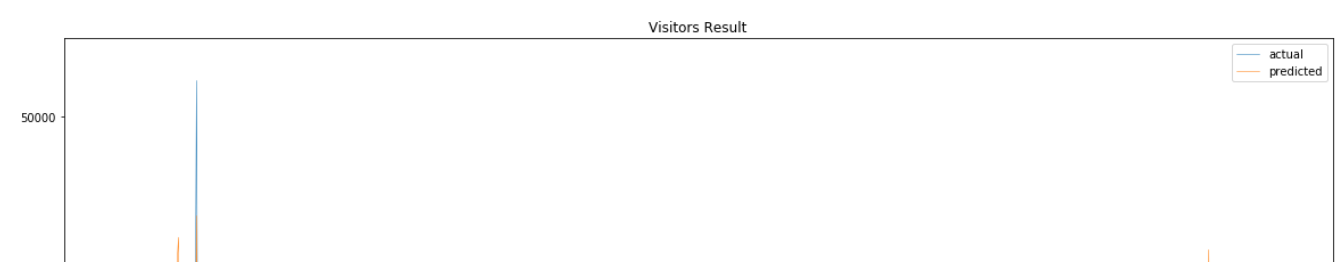 Visitors Result
actual
predicted
50000